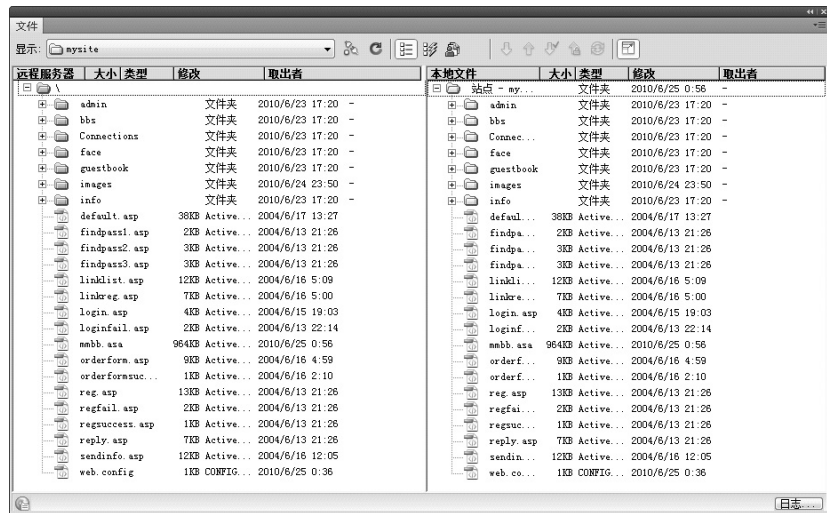 文件
显示: mysite
远程服务器 大小 类型 修改 取出者
\
admin 文件夹 2010/6/23 17:20 -
bbs 文件夹 2010/6/23 17:20 -
Connections 文件夹 2010/6/23 17:20 -
face 文件夹 2010/6/23 17:20 -
guestbook 文件夹 2010/6/23 17:20 -
images 文件夹 2010/6/24 23:50 -
info 文件夹 2010/6/23 17:20 -
default.asp 38KB Active... 2004/6/17 13:27
findpass1.asp 2KB Active... 2004/6/13 21:26
findpass2.asp 3KB Active... 2004/6/13 21:26
findpass3.asp 3KB Active... 2004/6/13 21:26
linklist.asp 12KB Active... 2004/6/16 5:09
linkreg.asp 7KB Active... 2004/6/16 5:00
login.asp 4KB Active... 2004/6/15 19:03
loginfail.asp 2KB Active... 2004/6/13 22:14
mmbb.asa 964KB Active... 2010/6/25 0:56
orderform.asp 9KB Active... 2004/6/16 4:59
orderformsuc... 1KB Active... 2004/6/16 2:10
reg.asp 13KB Active... 2004/6/13 21:26
regfail.asp 2KB Active... 2004/6/13 21:26
regsuccess.asp 1KB Active... 2004/6/13 21:26
reply.asp 7KB Active... 2004/6/13 21:26
sendinfo.asp 12KB Active... 2004/6/16 12:05
web.config 1KB CONFIG... 2010/6/25 0:36
本地文件 大小 类型 修改 取出者
站点 - my... 文件夹 2010/6/25 0:56 -
admin 文件夹 2010/6/23 17:20 -
bbs 文件夹 2010/6/23 17:20 -
Connec... 文件夹 2010/6/23 17:20 -
face 文件夹 2010/6/23 17:20 -
guestbook 文件夹 2010/6/23 17:20 -
images 文件夹 2010/6/24 23:50 -
info 文件夹 2010/6/23 17:20 -
defaul... 38KB Active... 2004/6/17 13:27
findpa... 2KB Active... 2004/6/13 21:26
findpa... 3KB Active... 2004/6/13 21:26
findpa... 3KB Active... 2004/6/13 21:26
linkli... 12KB Active... 2004/6/16 5:09
linkre... 7KB Active... 2004/6/16 5:00
login.asp 4KB Active... 2004/6/15 19:03
loginf... 2KB Active... 2004/6/13 22:14
mmbb.asa 964KB Active... 2010/6/25 0:56
orderf... 9KB Active... 2004/6/16 4:59
orderf... 1KB Active... 2004/6/16 2:10
reg.asp 13KB Active... 2004/6/13 21:26
regfai... 2KB Active... 2004/6/13 21:26
regsuc... 1KB Active... 2004/6/13 21:26
reply.asp 7KB Active... 2004/6/13 21:26
sendin... 12KB Active... 2004/6/16 12:05
web.co... 1KB CONFIG... 2010/6/25 0:36
日志...